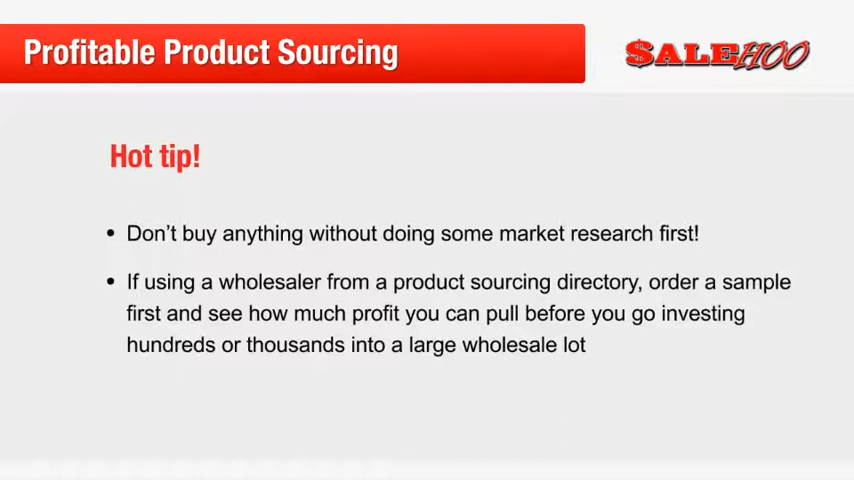 Profitable Product Sourcing
$ALEHOO
Hot tip!
• Don’t buy anything without doing some market research first!
• If using a wholesaler from a product sourcing directory, order a sample
first and see how much profit you can pull before you go investing
hundreds or thousands into a large wholesale lot